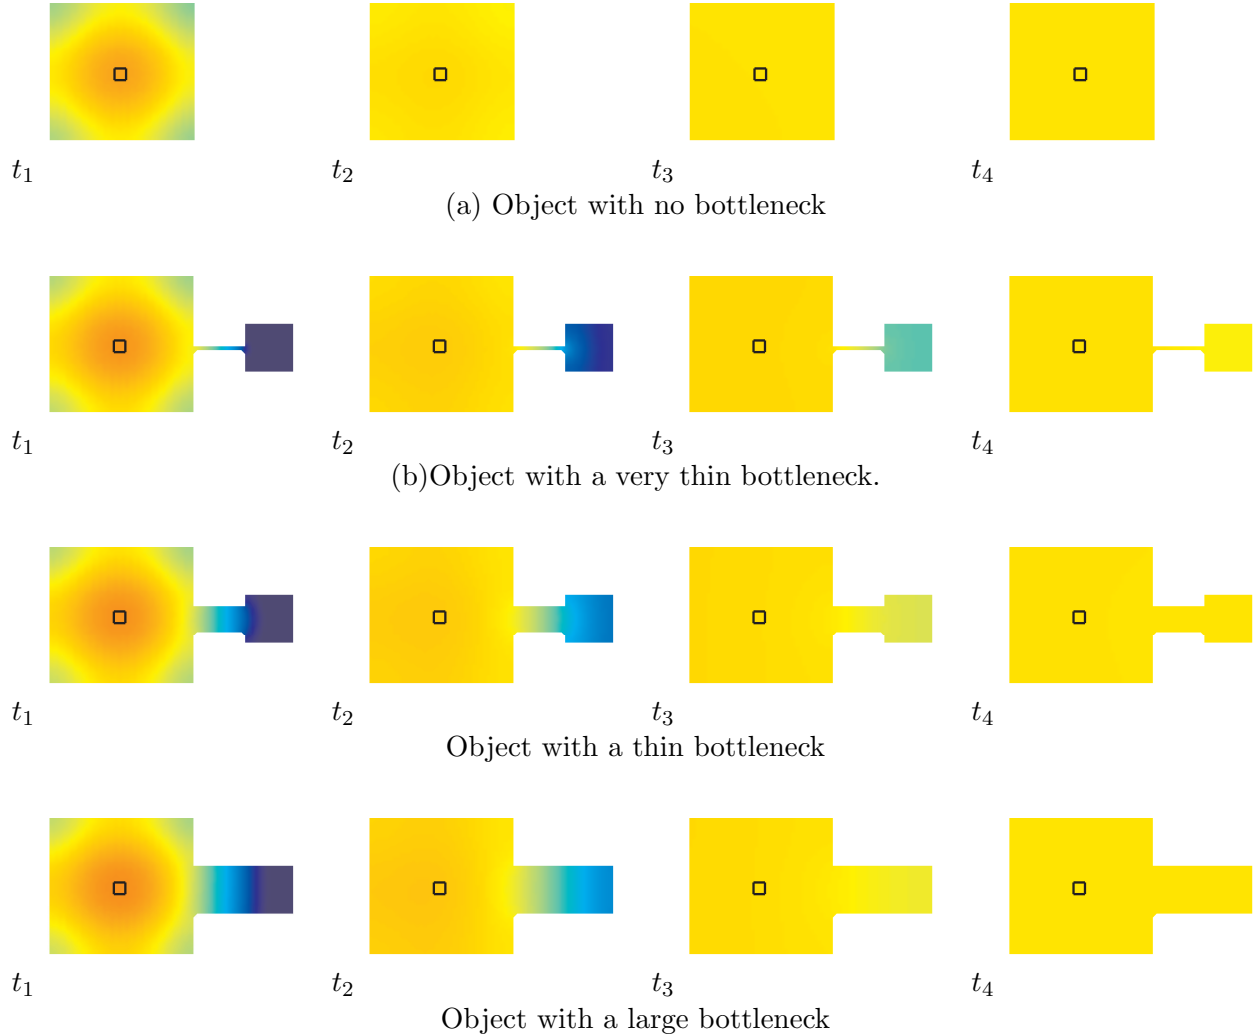 t1 t2 t3 t4
(a) Object with no bottleneck
t1 t2 t3 t4
(b)Object with a very thin bottleneck.
t1 t2 t3 t4
Object with a thin bottleneck
t1 t2 t3 t4
Object with a large bottleneck